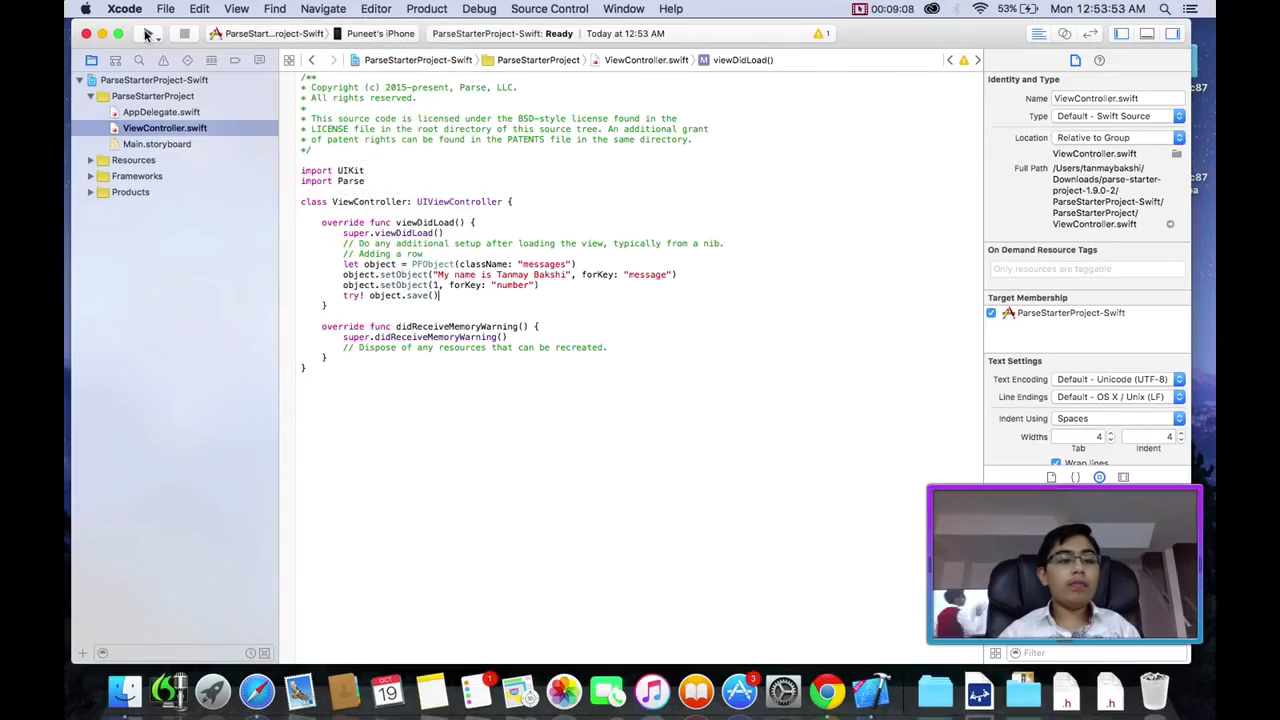 Xcode File Edit View Find Navigate Editor Product Debug Source Control Window Help 00:09:08 53% Mon 12:53:53 AM
ParseStart...roject-Swift Puneet's iPhone ParseStarterProject-Swift: Ready Today at 12:53 AM 1
ParseStarterProject-Swift ParseStarterProject ViewController.swift viewDidLoad()
ParseStarterProject-Swift
ParseStarterProject
AppDelegate.swift
ViewController.swift
Main.storyboard
Resources
Frameworks
Products
/**
* Copyright (c) 2015-present, Parse, LLC.
* All rights reserved.
*
* This source code is licensed under the BSD-style license found in the
* LICENSE file in the root directory of this source tree. An additional grant
* of patent rights can be found in the PATENTS file in the same directory.
*/
import UIKit
import Parse
class ViewController: UIViewController {
override func viewDidLoad() {
super.viewDidLoad()
// Do any additional setup after loading the view, typically from a nib.
// Adding a row
let object = PFObject(className: "messages")
object.setObject("My name is Tanmay Bakshi", forKey: "message")
object.setObject(1, forKey: "number")
try! object.save()
}
override func didReceiveMemoryWarning() {
super.didReceiveMemoryWarning()
// Dispose of any resources that can be recreated.
}
}
Identity and Type
Name ViewController.swift
Type Default - Swift Source
Location Relative to Group
ViewController.swift
Full Path /Users/tanmaybakshi/
Downloads/parse-starter-
project-1.9.0-2/
ParseStarterProject-Swift/
ParseStarterProject/
ViewController.swift
On Demand Resource Tags
Only resources are taggable
Target Membership
ParseStarterProject-Swift
Text Settings
Text Encoding Default - Unicode (UTF-8)
Line Endings Default - OS X / Unix (LF)
Indent Using Spaces
Widths 4 4
Tab Indent
Wrap lines
Filter
OCT
19
1
3
.h
.h